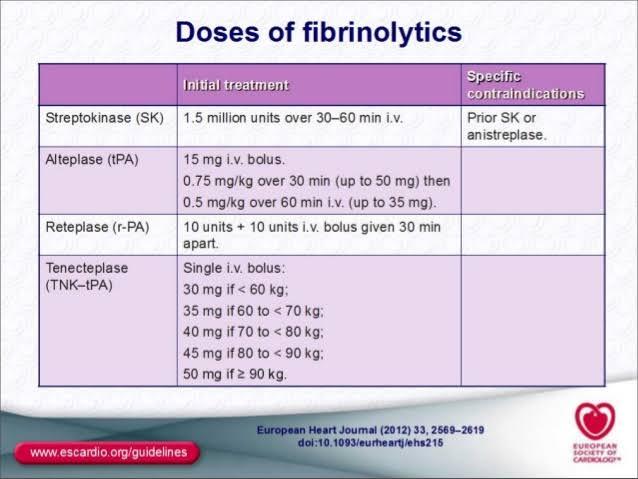 Doses of fibrinolytics
Initial treatment
Specific
contraindications
Streptokinase (SK)
1.5 million units over 30–60 min i.v.
Prior SK or
anistreplase.
Alteplase (tPA)
15 mg i.v. bolus.
0.75 mg/kg over 30 min (up to 50 mg) then
0.5 mg/kg over 60 min i.v. (up to 35 mg).
Reteplase (r-PA)
10 units + 10 units i.v. bolus given 30 min
apart.
Tenecteplase
(TNK–tPA)
Single i.v. bolus:
30 mg if < 60 kg;
35 mg if 60 to < 70 kg;
40 mg if 70 to < 80 kg;
45 mg if 80 to < 90 kg;
50 mg if ≥ 90 kg.
European Heart Journal (2012) 33, 2569–2619
doi:10.1093/eurheartj/ehs215
www.escardio.org/guidelines
EUROPEAN
SOCIETY OF
CARDIOLOGY™